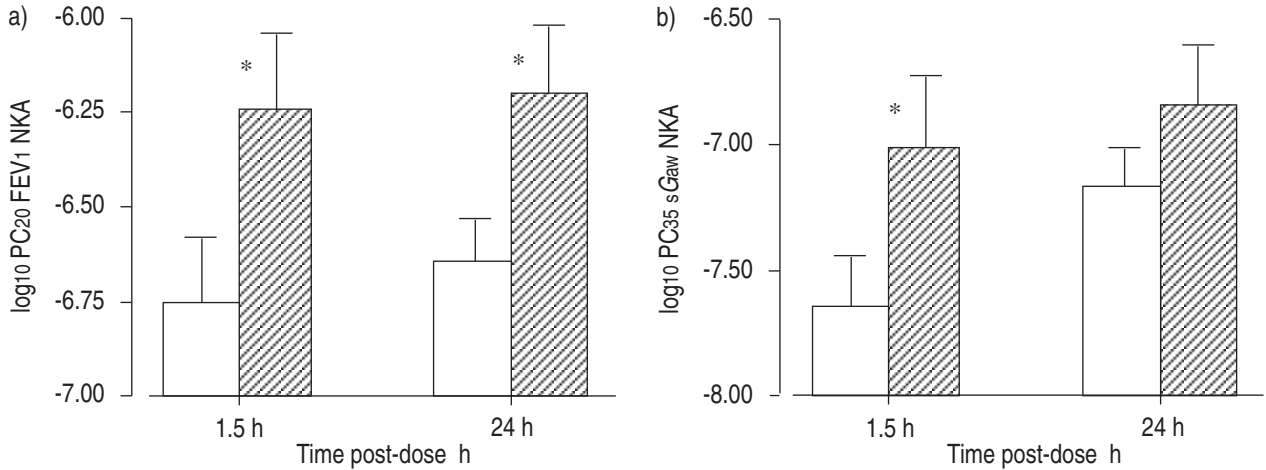 a)
log10 PC20 FEV1 NKA
-6.00
-6.25
-6.50
-6.75
-7.00
*
*
1.5 h
24 h
Time post-dose h
b)
log10 PC35 sGaw NKA
-6.50
-7.00
-7.50
-8.00
*
1.5 h
24 h
Time post-dose h